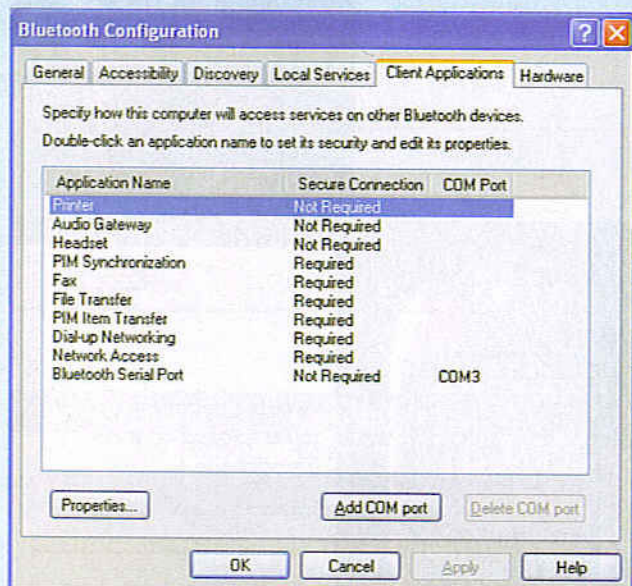 Bluetooth Configuration
General Accessibility Discovery Local Services Client Applications Hardware
Specify how this computer will access services on other Bluetooth devices.
Double-click an application name to set its security and edit its properties.
Application Name Secure Connection COM Port
Printer Not Required
Audio Gateway Not Required
Headset Not Required
PIM Synchronization Required
Fax Required
File Transfer Required
PIM Item Transfer Required
Dial-up Networking Required
Network Access Required
Bluetooth Serial Port Not Required COM3
Properties... Add COM port Delete COM port
OK Cancel Apply Help